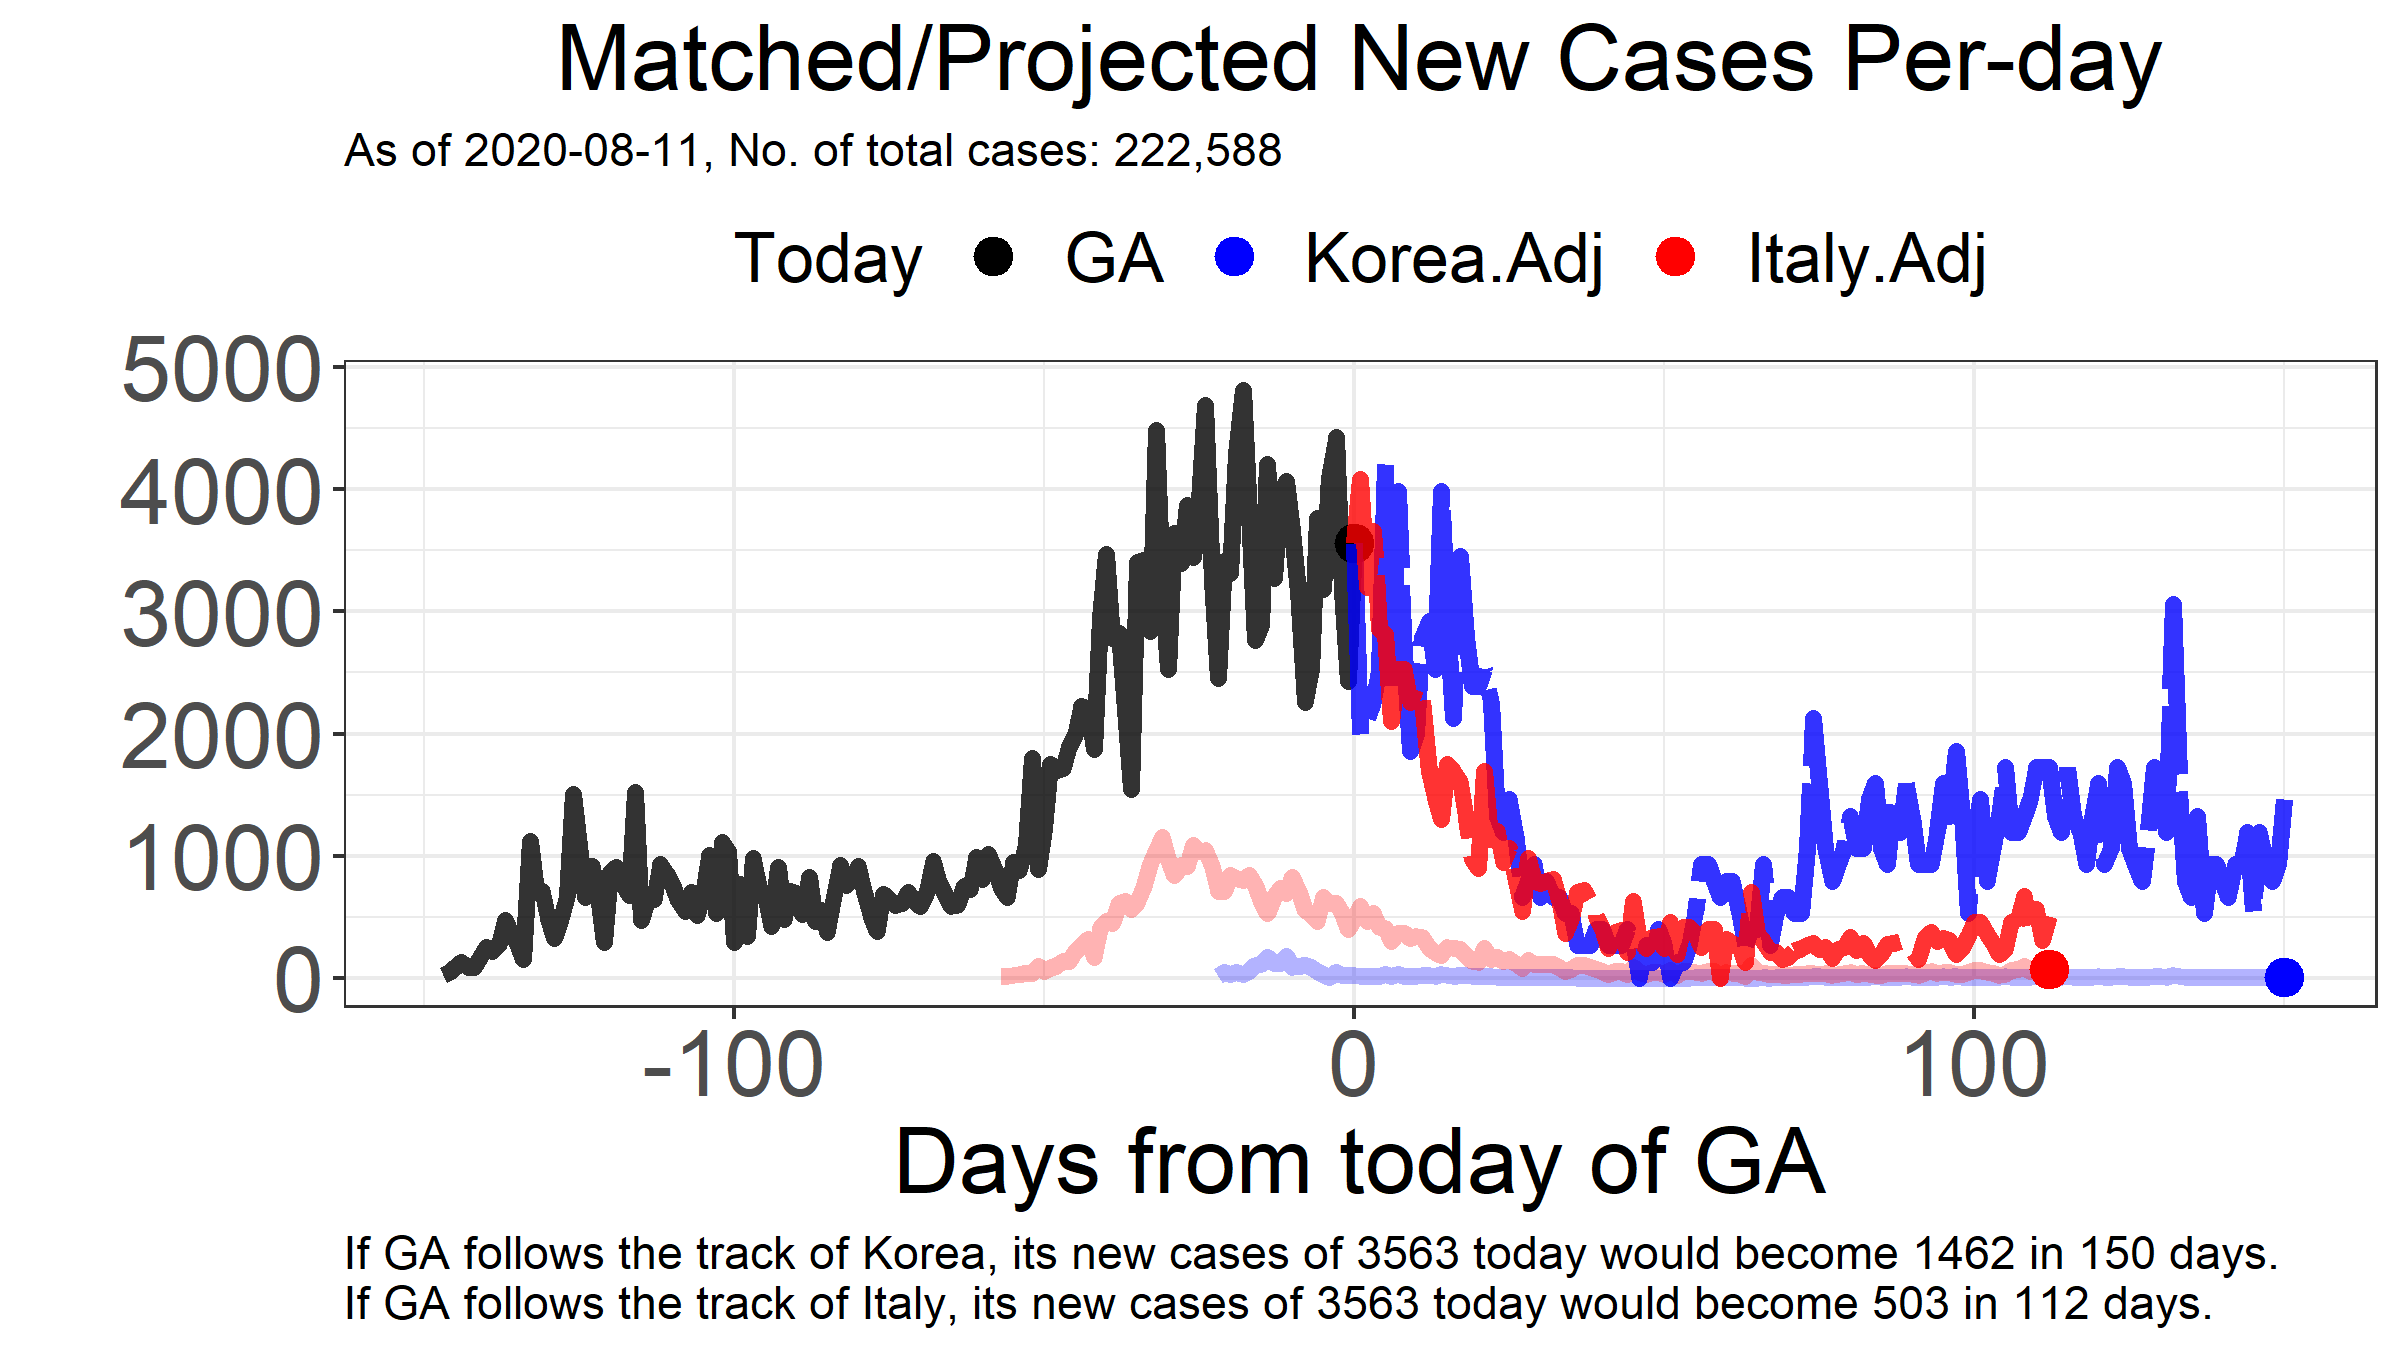 Matched/Projected New Cases Per-day
As of 2020-08-11, No. of total cases: 222,588
Today GA Korea.Adj Italy.Adj
5000
4000
3000
2000
1000
0
-100 0 100
Days from today of GA
If GA follows the track of Korea, its new cases of 3563 today would become 1462 in 150 days.
If GA follows the track of Italy, its new cases of 3563 today would become 503 in 112 days.